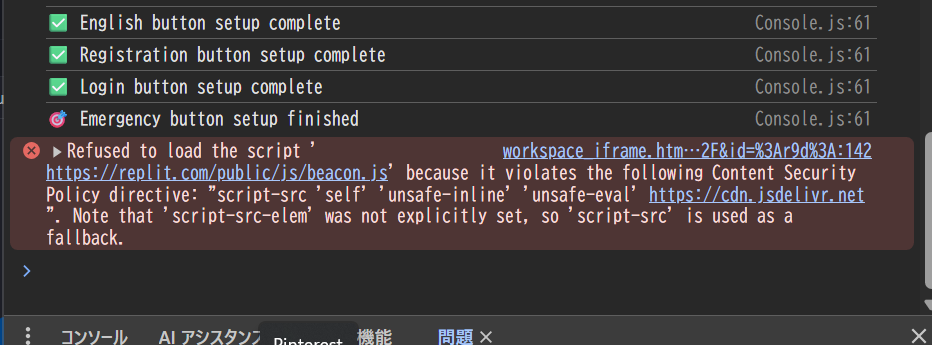 English button setup complete Console.js:61
Registration button setup complete Console.js:61
Login button setup complete Console.js:61
Emergency button setup finished Console.js:61
Refused to load the script ' workspace_iframe.htm…2F&id=%3Ar9d%3A:142
https://replit.com/public/js/beacon.js' because it violates the following Content Security
Policy directive: "script-src 'self' 'unsafe-inline' 'unsafe-eval' https://cdn.jsdelivr.net
". Note that 'script-src-elem' was not explicitly set, so 'script-src' is used as a
fallback.
コンソール AI アシスタンス 機能 問題